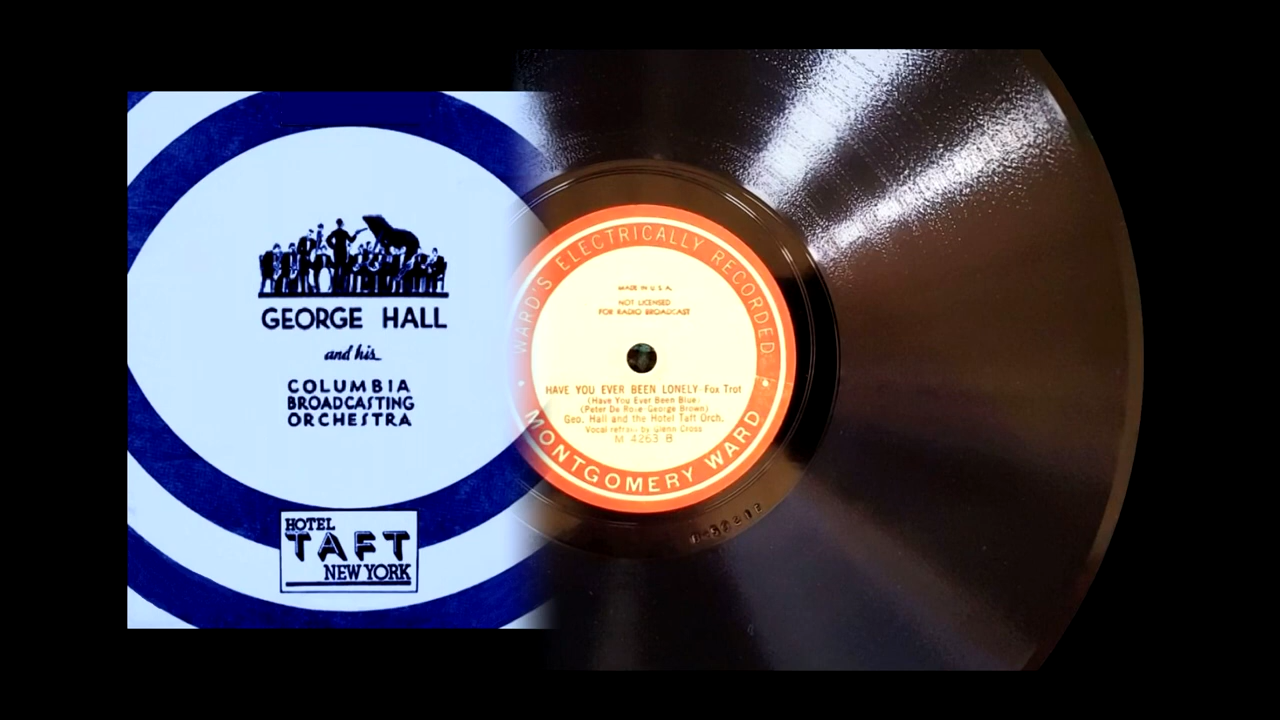 GEORGE HALL
and his
COLUMBIA
BROADCASTING
ORCHESTRA
HOTEL
TAFT
NEW YORK
WARD'S ELECTRICALLY RECORDED
MADE IN U.S.A.
NOT LICENSED
FOR RADIO BROADCAST
HAVE YOU EVER BEEN LONELY Fox Trot
(Have You Ever Been Blue)
(Peter De Rose-George Brown)
Geo. Hall and the Hotel Taft Orch.
Vocal refrain by Glenn Cross
M 4263 B
MONTGOMERY WARD